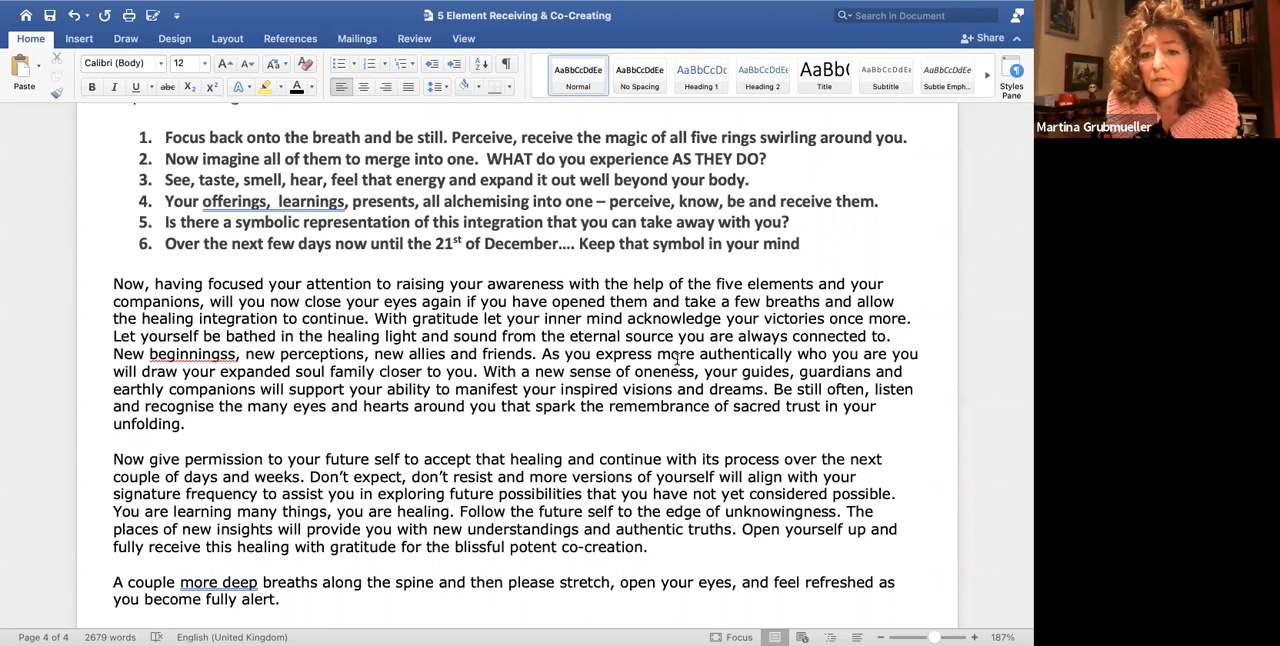 5 Element Receiving & Co-Creating
Search in Document
Home Insert Draw Design Layout References Mailings Review View
Share
Calibri (Body) 12
Paste
AaBbCcDdEe AaBbCcDdEe AaBbCcDc AaBbCcDdEe AaBb( AaBbCcDdEe AaBbCcDdEe
Normal No Spacing Heading 1 Heading 2 Title Subtitle Subtle Emph...
Styles
Pane
Martina Grubmueller
1. Focus back onto the breath and be still. Perceive, receive the magic of all five rings swirling around you.
2. Now imagine all of them to merge into one. WHAT do you experience AS THEY DO?
3. See, taste, smell, hear, feel that energy and expand it out well beyond your body.
4. Your offerings, learnings, presents, all alchemising into one – perceive, know, be and receive them.
5. Is there a symbolic representation of this integration that you can take away with you?
6. Over the next few days now until the 21st of December…. Keep that symbol in your mind
Now, having focused your attention to raising your awareness with the help of the five elements and your
companions, will you now close your eyes again if you have opened them and take a few breaths and allow
the healing integration to continue. With gratitude let your inner mind acknowledge your victories once more.
Let yourself be bathed in the healing light and sound from the eternal source you are always connected to.
New beginningss, new perceptions, new allies and friends. As you express more authentically who you are you
will draw your expanded soul family closer to you. With a new sense of oneness, your guides, guardians and
earthly companions will support your ability to manifest your inspired visions and dreams. Be still often, listen
and recognise the many eyes and hearts around you that spark the remembrance of sacred trust in your
unfolding.
Now give permission to your future self to accept that healing and continue with its process over the next
couple of days and weeks. Don't expect, don't resist and more versions of yourself will align with your
signature frequency to assist you in exploring future possibilities that you have not yet considered possible.
You are learning many things, you are healing. Follow the future self to the edge of unknowingness. The
places of new insights will provide you with new understandings and authentic truths. Open yourself up and
fully receive this healing with gratitude for the blissful potent co-creation.
A couple more deep breaths along the spine and then please stretch, open your eyes, and feel refreshed as
you become fully alert.
Page 4 of 4 2679 words English (United Kingdom) Focus 187%